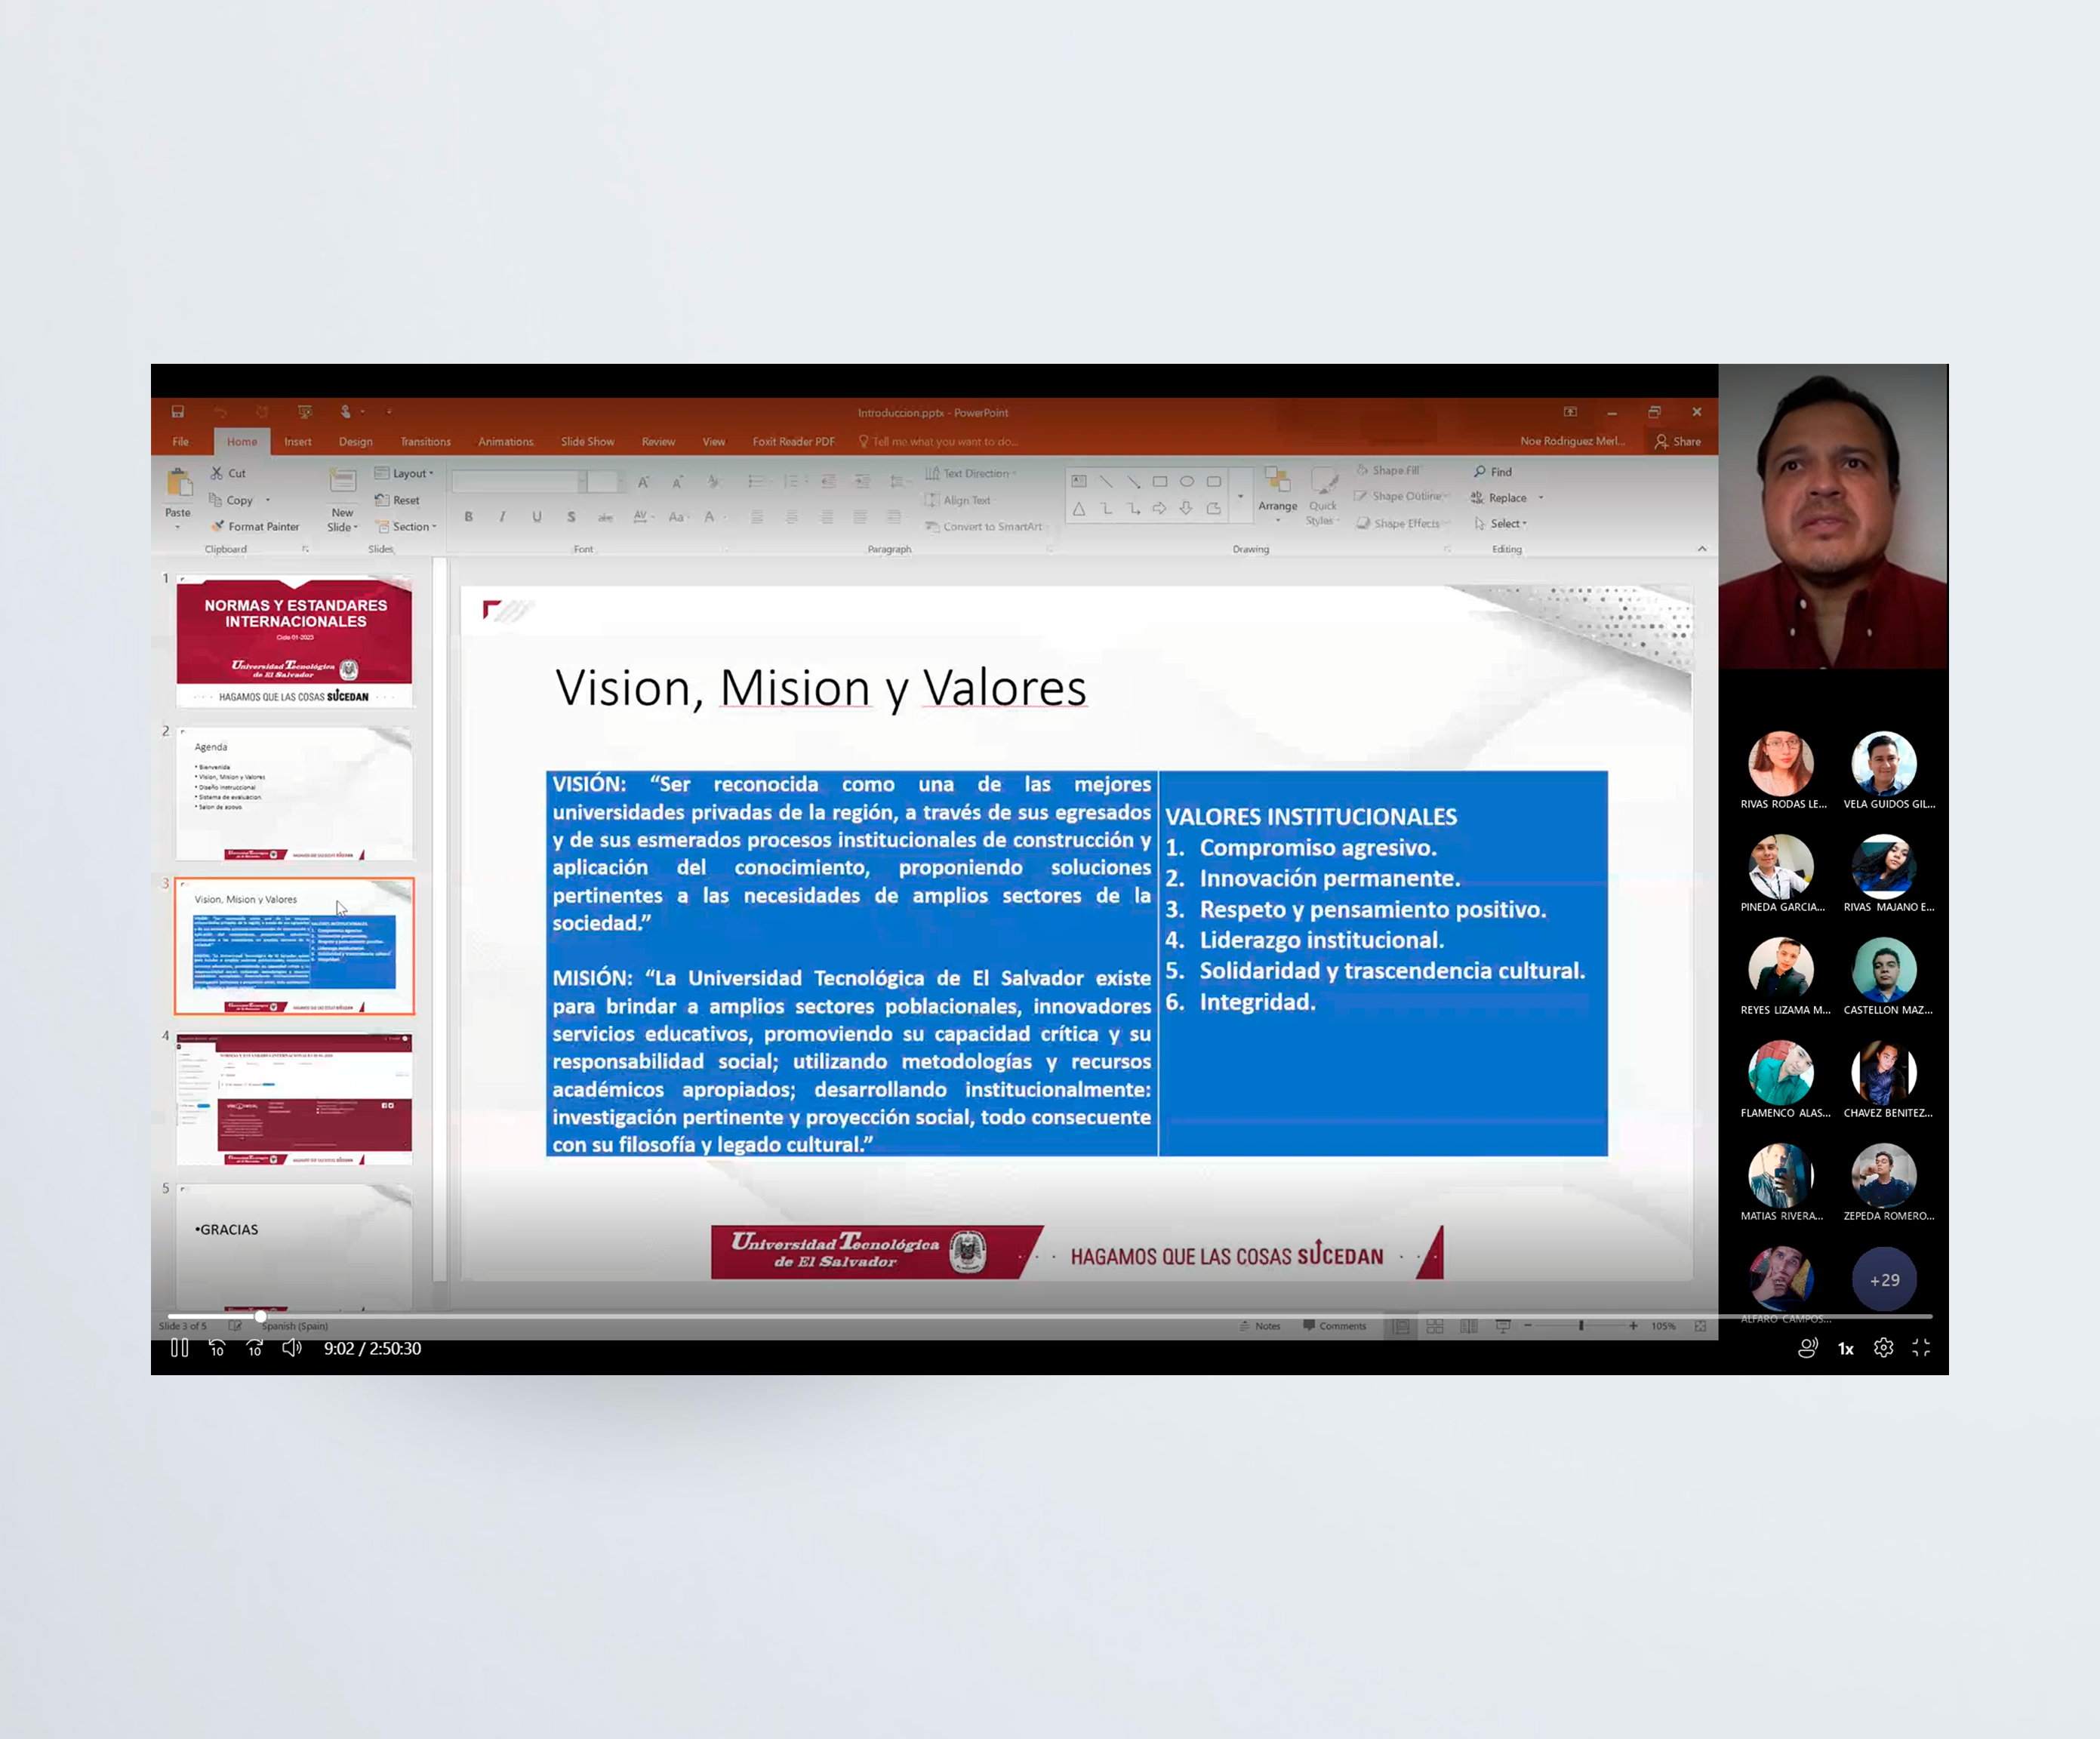 Introduccion.pptx - PowerPoint
File Home Insert Design Transitions Animations Slide Show Review View Foxit Reader PDF Tell me what you want to do... Noe Rodriguez Merl... Share
Paste
Cut
Copy
Format Painter
Clipboard
New
Slide
Layout
Reset
Section
Slides
B I U S abc AV Aa A
Font
Text Direction
Align Text
Convert to SmartArt
Paragraph
Arrange
Quick
Styles
Shape Fill
Shape Outline
Shape Effects
Drawing
Find
Replace
Select
Editing
1
NORMAS Y ESTANDARES
INTERNACIONALES
Ciclo 01-2023
Universidad Tecnológica
de El Salvador
HAGAMOS QUE LAS COSAS SUCEDAN
2
Agenda
• Bienvenida
• Vision, Mision y Valores
• Diseño instruccional
• Sistema de evaluacion
• Salon de apoyo
3
Vision, Mision y Valores
4
5
•GRACIAS
Vision, Mision y Valores
VISIÓN: “Ser reconocida como una de las mejores
universidades privadas de la región, a través de sus egresados
y de sus esmerados procesos institucionales de construcción y
aplicación del conocimiento, proponiendo soluciones
pertinentes a las necesidades de amplios sectores de la
sociedad.”
MISIÓN: “La Universidad Tecnológica de El Salvador existe
para brindar a amplios sectores poblacionales, innovadores
servicios educativos, promoviendo su capacidad crítica y su
responsabilidad social; utilizando metodologías y recursos
académicos apropiados; desarrollando institucionalmente:
investigación pertinente y proyección social, todo consecuente
con su filosofía y legado cultural.”
VALORES INSTITUCIONALES
1. Compromiso agresivo.
2. Innovación permanente.
3. Respeto y pensamiento positivo.
4. Liderazgo institucional.
5. Solidaridad y trascendencia cultural.
6. Integridad.
Universidad Tecnológica
de El Salvador
HAGAMOS QUE LAS COSAS SUCEDAN
RIVAS RODAS LE... VELA GUIDOS GIL...
PINEDA GARCIA... RIVAS MAJANO E...
REYES LIZAMA M... CASTELLON MAZ...
FLAMENCO ALAS... CHAVEZ BENITEZ...
MATIAS RIVERA... ZEPEDA ROMERO...
+29
ALFARO CAMPOS...
Slide 3 of 5 Spanish (Spain) Notes Comments 105%
10 10 9:02 / 2:50:30 1x